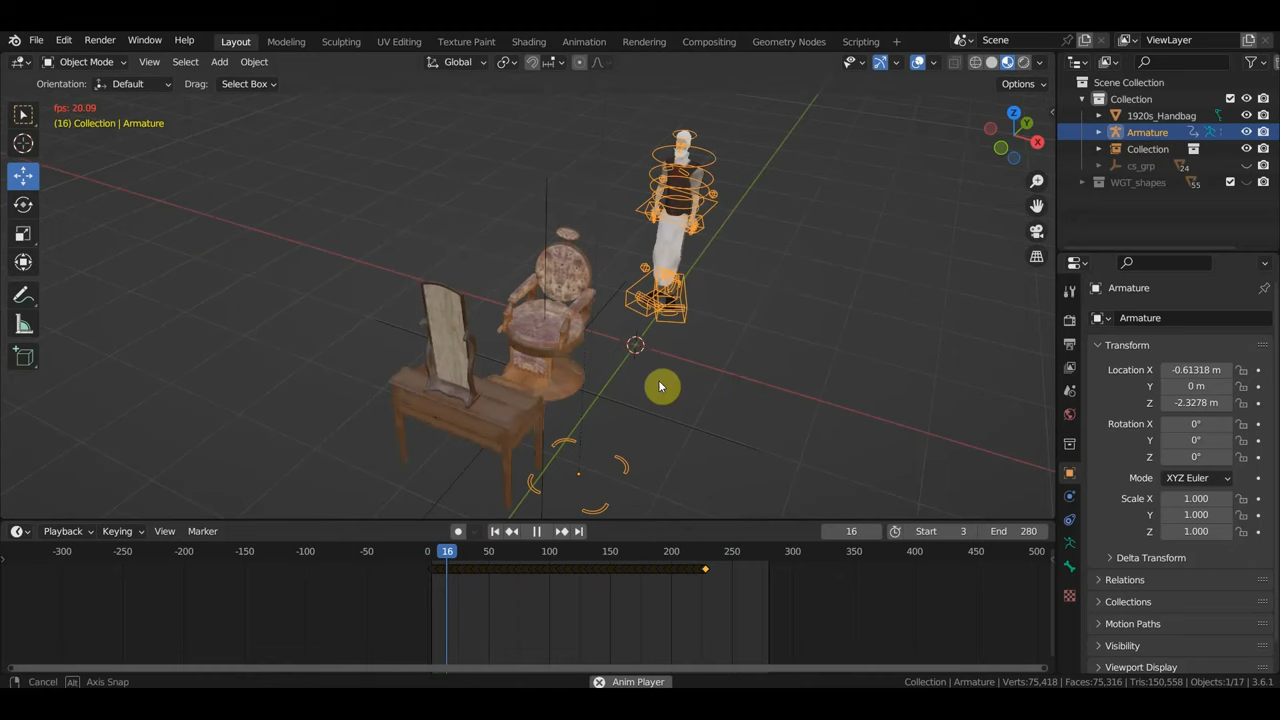 File Edit Render Window Help Layout Modeling Sculpting UV Editing Texture Paint Shading Animation Rendering Compositing Geometry Nodes Scripting + Scene ViewLayer
Object Mode View Select Add Object Global
Orientation: Default Drag: Select Box Options
Scene Collection
Collection
1920s_Handbag
Armature
Collection
cs_grp 24
WGT_shapes 55
fps: 20.09
(16) Collection | Armature
Z
Y
X
Armature
Armature
Transform
Location X -0.61318 m
Y 0 m
Z -2.3278 m
Rotation X 0°
Y 0°
Z 0°
Mode XYZ Euler
Scale X 1.000
Y 1.000
Z 1.000
Delta Transform
Relations
Collections
Motion Paths
Visibility
Viewport Display
Playback Keying View Marker 16 Start 3 End 280
-300 -250 -200 -150 -100 -50 0 16 50 100 150 200 250 300 350 400 450 500
Cancel Alt Axis Snap Anim Player Collection | Armature | Verts:75,418 | Faces:75,316 | Tris:150,558 | Objects:1/17 | 3.6.1